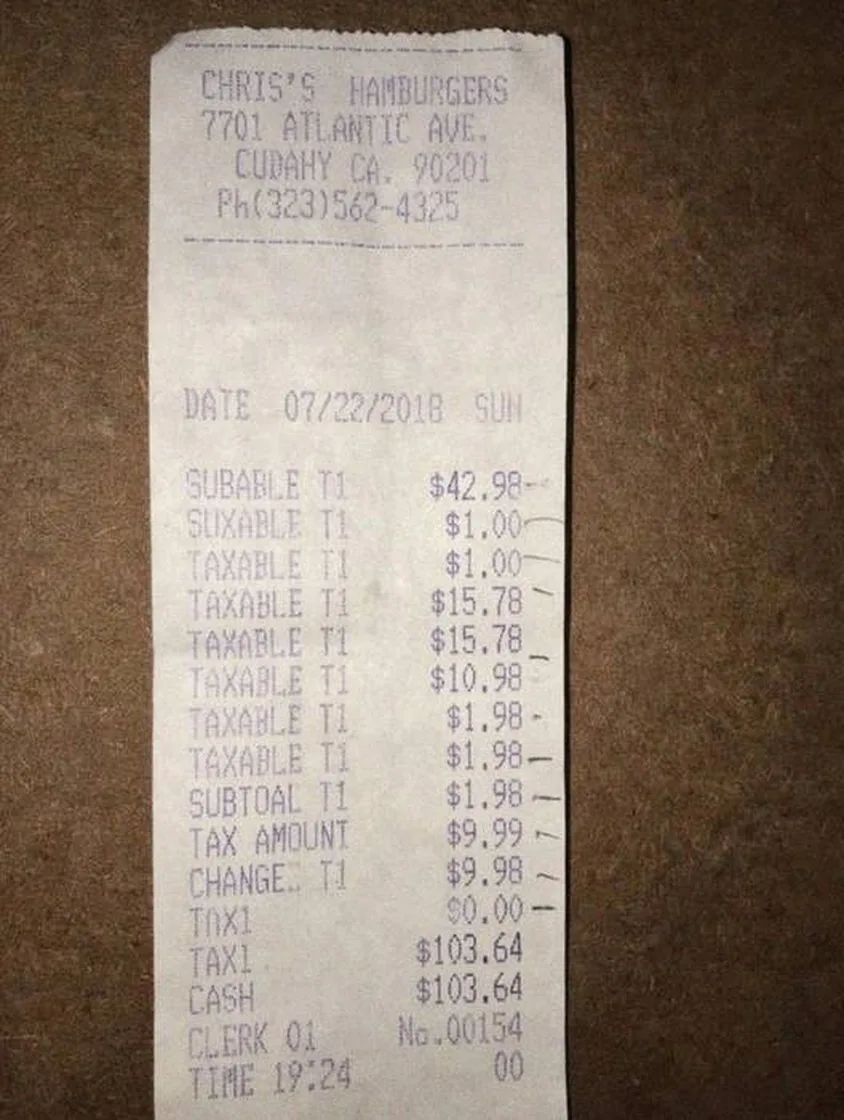 CHRIS'S HAMBURGERS
7701 ATLANTIC AVE.
CUDAHY CA. 90201
Ph(323)562-4325
DATE 07/22/2018 SUN
SUBABLE T1 $42.98
SUXABLE T1 $1.00
TAXABLE T1 $1.00
TAXABLE T1 $15.78
TAXABLE T1 $15.78
TAXABLE T1 $10.98
TAXABLE T1 $1.98
TAXABLE T1 $1.98
SUBTOAL T1 $1.98
TAX AMOUNT $9.99
CHANGE. T1 $9.98
TAX1 $0.00
TAX1 $103.64
CASH $103.64
CLERK 01 No.00154
TIME 19:24 00